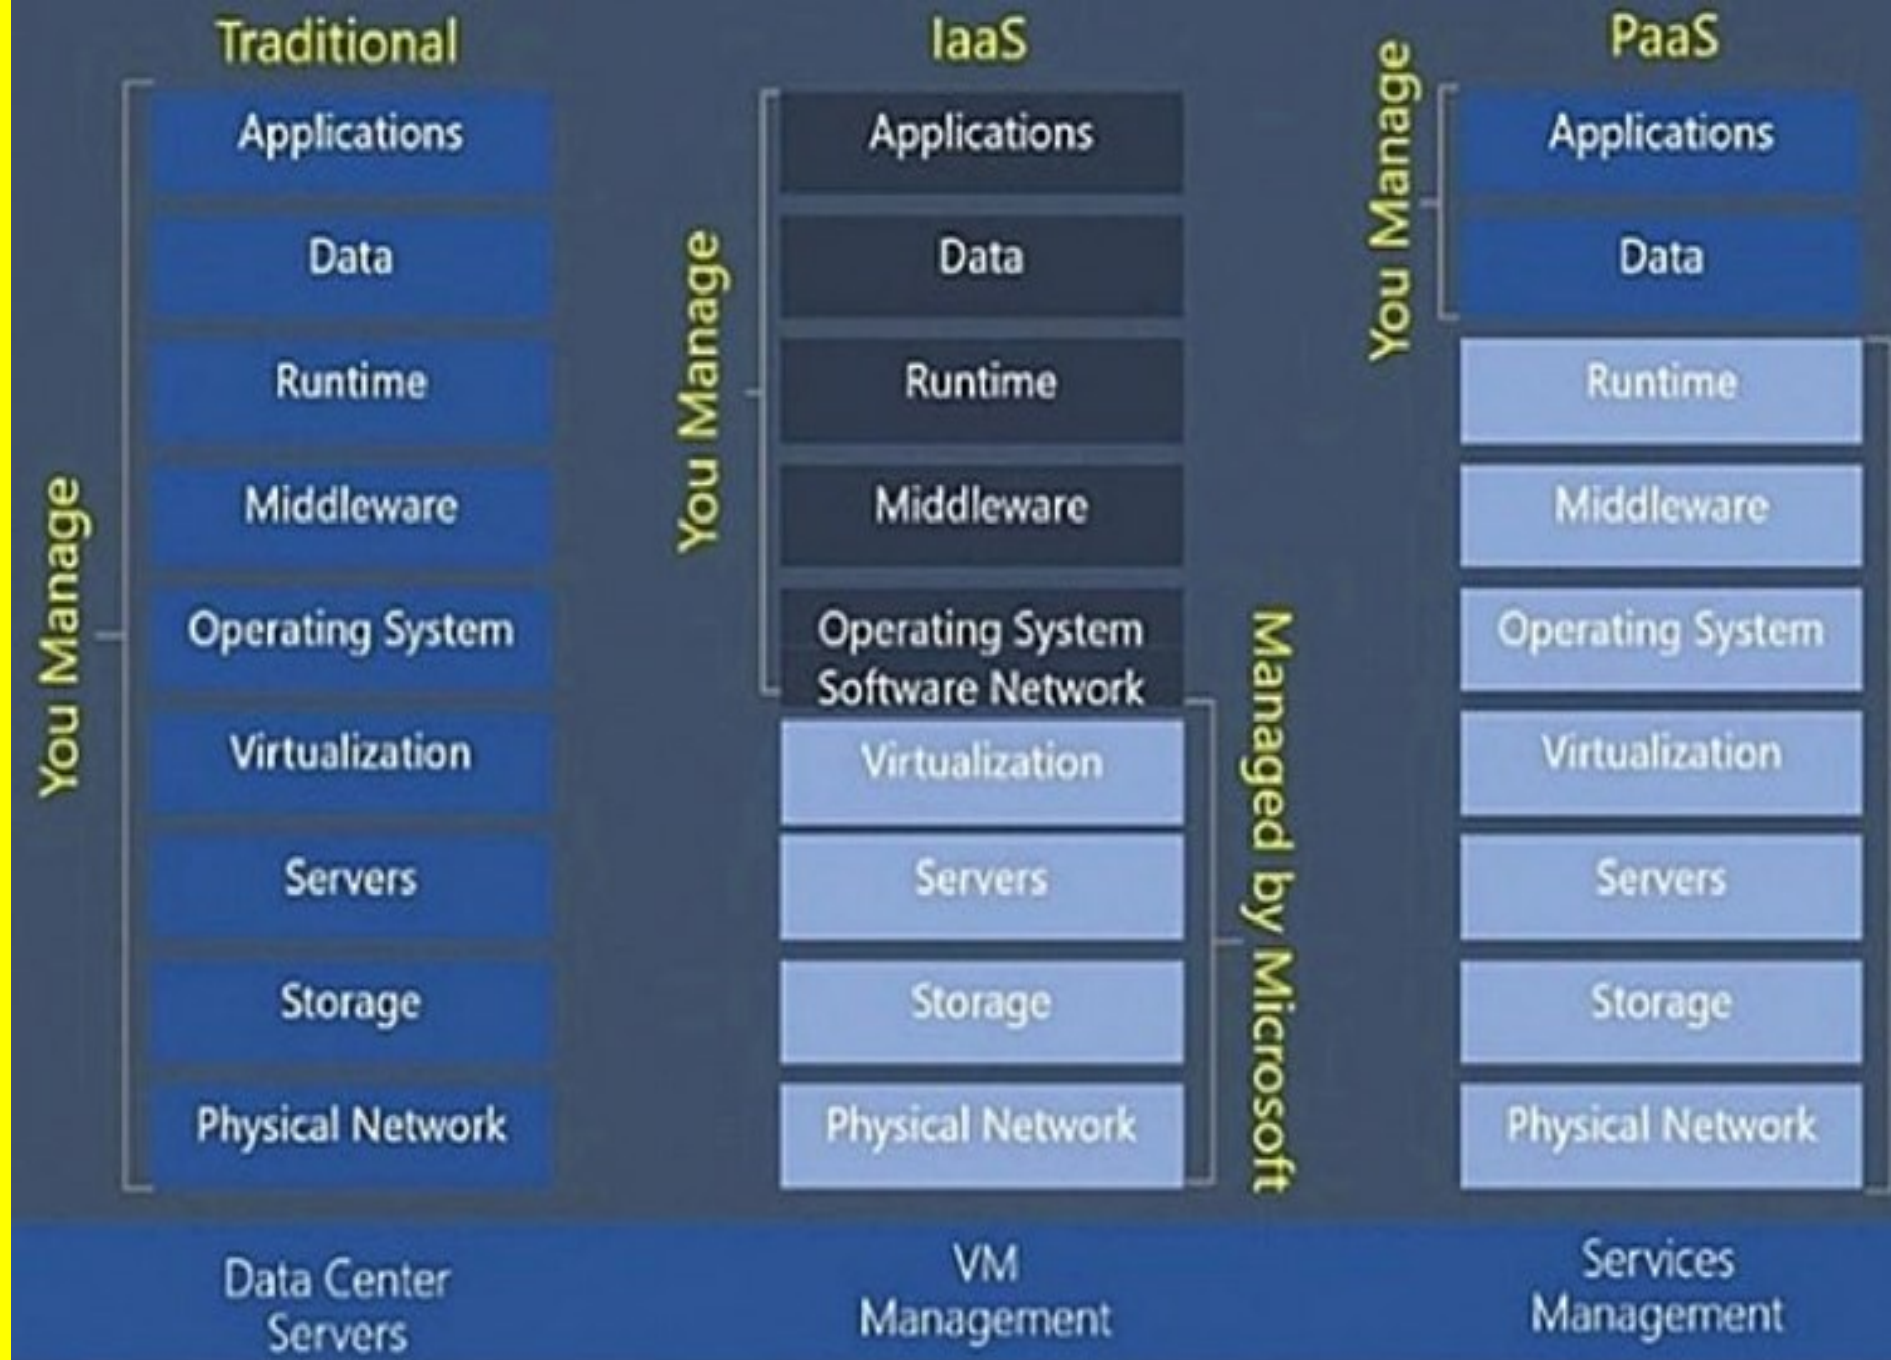 Traditional
You Manage
Applications
Data
Runtime
Middleware
Operating System
Virtualization
Servers
Storage
Physical Network
Data Center
Servers
IaaS
You Manage
Applications
Data
Runtime
Middleware
Operating System
Software Network
Virtualization
Servers
Storage
Physical Network
Managed by Microsoft
VM
Management
PaaS
You Manage
Applications
Data
Runtime
Middleware
Operating System
Virtualization
Servers
Storage
Physical Network
Services
Management